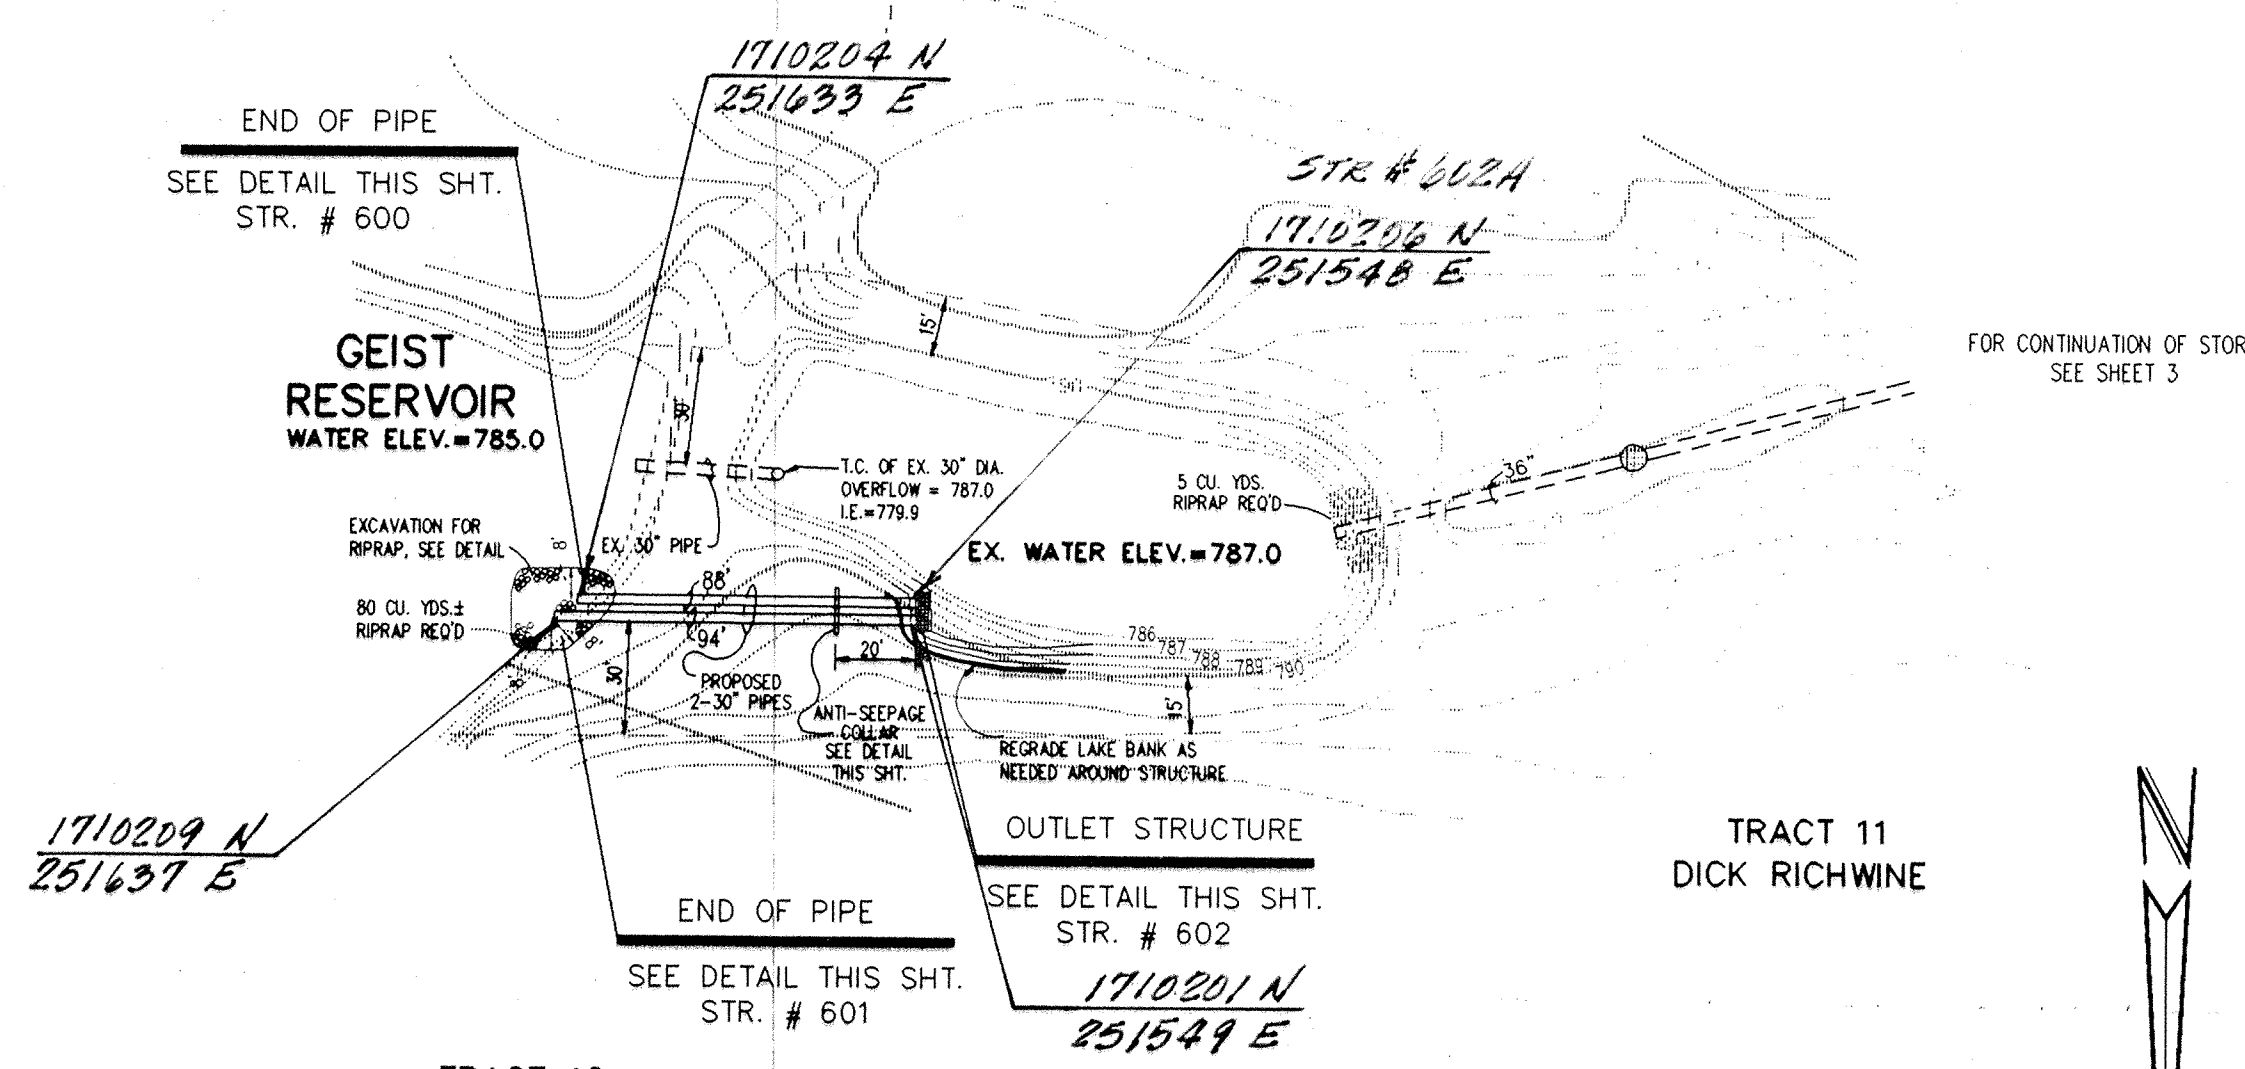 1710204 N
251633 E
END OF PIPE
SEE DETAIL THIS SHT.
STR. # 600
STR # 602A
1710206 N
251548 E
GEIST
RESERVOIR
WATER ELEV.=785.0
15'
30'
790
FOR CONTINUATION OF STOR
SEE SHEET 3
T.C. OF EX. 30" DIA.
OVERFLOW = 787.0
I.E.=779.9
5 CU. YDS.
RIPRAP REQ'D
36"
EXCAVATION FOR
RIPRAP, SEE DETAIL
8'
EX. 30" PIPE
EX. WATER ELEV.=787.0
88'
80 CU. YDS.±
RIPRAP REQ'D
8'
8'
94'
20'
30'
8'
786
787
788
789
790
PROPOSED
2-30" PIPES
15'
ANTI-SEEPAGE
COLLAR
SEE DETAIL
THIS SHT.
REGRADE LAKE BANK AS
NEEDED AROUND STRUCTURE
1710209 N
251637 E
OUTLET STRUCTURE
SEE DETAIL THIS SHT.
STR. # 602
TRACT 11
DICK RICHWINE
N
END OF PIPE
SEE DETAIL THIS SHT.
STR. # 601
1710201 N
251549 E